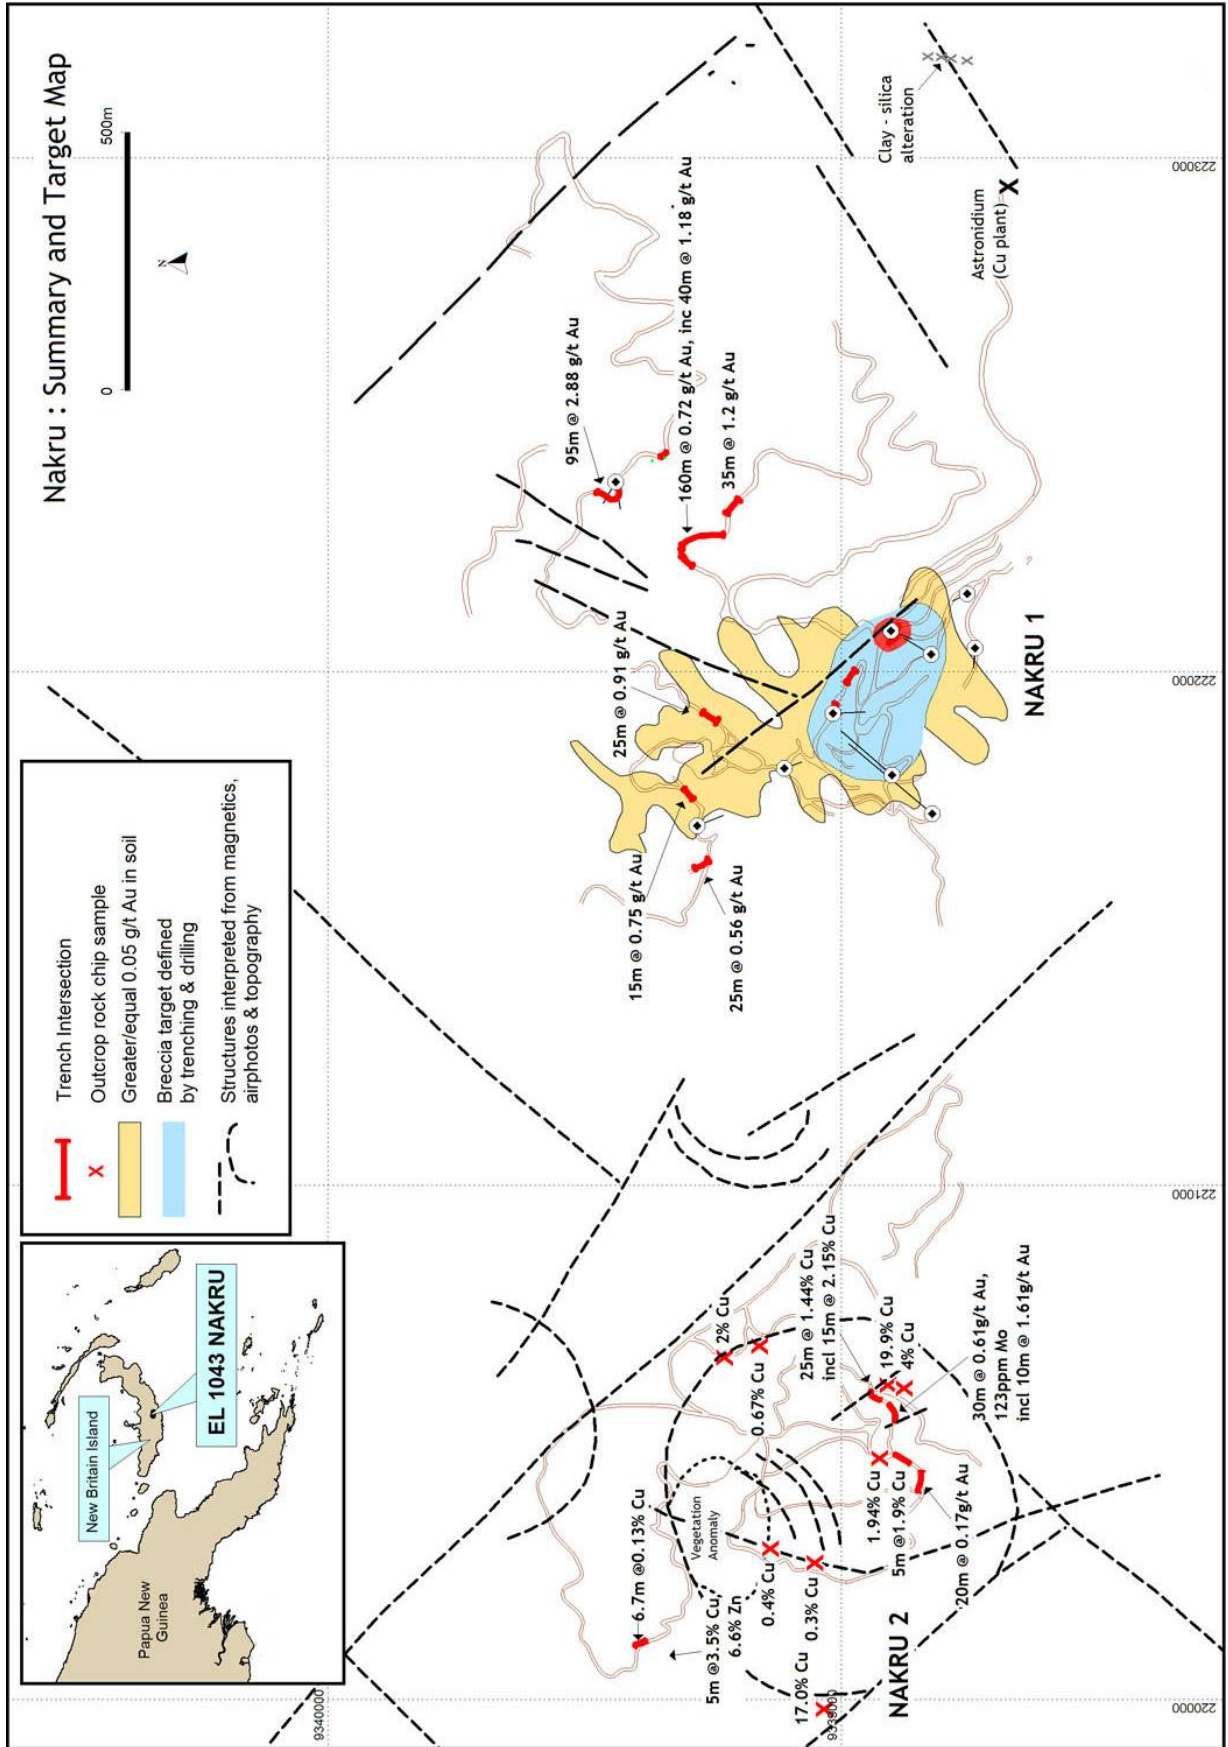 Nakru : Summary and Target Map
0
500m
N
Papua New
Guinea
New Britain Island
EL 1043 NAKRU
Trench Intersection
Outcrop rock chip sample
Greater/equal 0.05 g/t Au in soil
Breccia target defined
by trenching & drilling
Structures interpreted from magnetics,
airphotos & topography
9340000
9339000
220000
221000
222000
223000
6.7m @0.13% Cu
5m @3.5% Cu,
6.6% Zn
Vegetation
Anomaly
0.4% Cu
0.3% Cu
17.0% Cu
NAKRU 2
2% Cu
0.67% Cu
25m @ 1.44% Cu
incl 15m @ 2.15% Cu
19.9% Cu
4% Cu
1.94% Cu
5m @1.9% Cu
20m @ 0.17g/t Au
30m @ 0.61g/t Au,
123ppm Mo
incl 10m @ 1.61g/t Au
15m @ 0.75 g/t Au
25m @ 0.56 g/t Au
25m @ 0.91 g/t Au
95m @ 2.88 g/t Au
160m @ 0.72 g/t Au, inc 40m @ 1.18 g/t Au
35m @ 1.2 g/t Au
NAKRU 1
Clay - silica
alteration
Astronidium
(Cu plant)